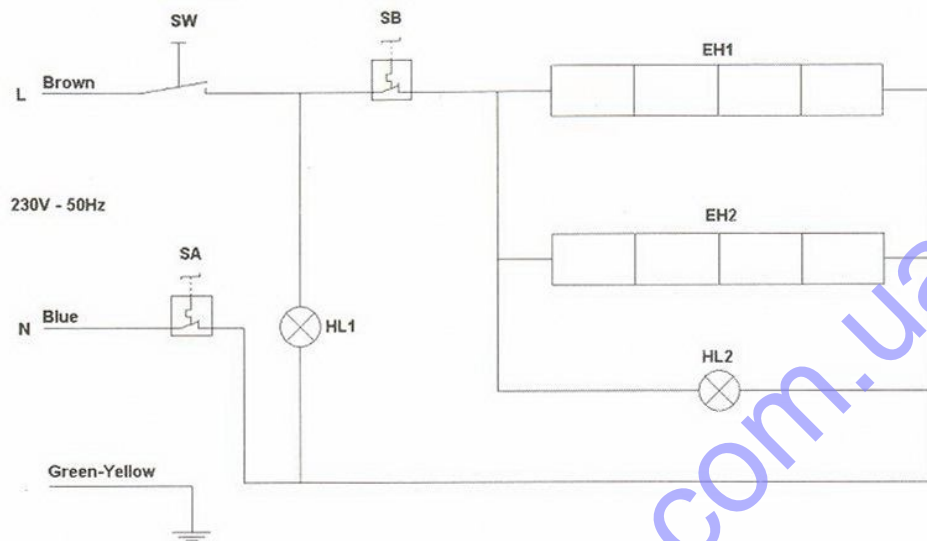 SW
SB
EH1
L
Brown
230V - 50Hz
EH2
SA
N
Blue
HL1
HL2
Green-Yellow
com.ua